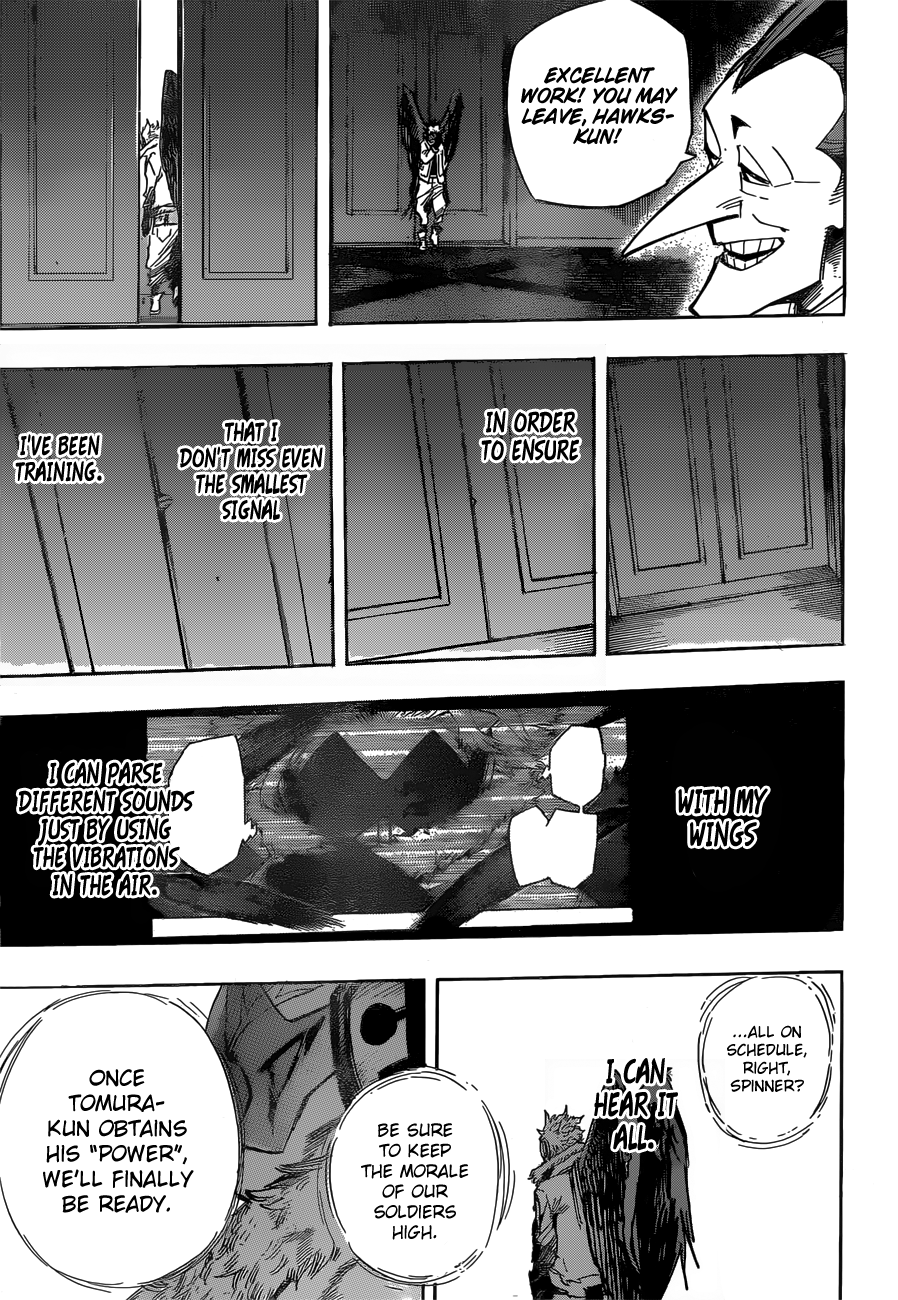 EXCELLENT
WORK! YOU MAY
LEAVE, HAWKS-
KUN!
IN ORDER
TO ENSURE
THAT I
DON'T MISS EVEN
THE SMALLEST
SIGNAL
I'VE BEEN
TRAINING.
WITH MY
WINGS
I CAN PARSE
DIFFERENT SOUNDS
JUST BY USING
THE VIBRATIONS
IN THE AIR.
...ALL ON
SCHEDULE,
RIGHT,
SPINNER?
I CAN
HEAR IT
ALL.
BE SURE
TO KEEP
THE MORALE
OF OUR
SOLDIERS
HIGH.
ONCE
TOMURA-
KUN OBTAINS
HIS "POWER",
WE'LL FINALLY
BE READY.